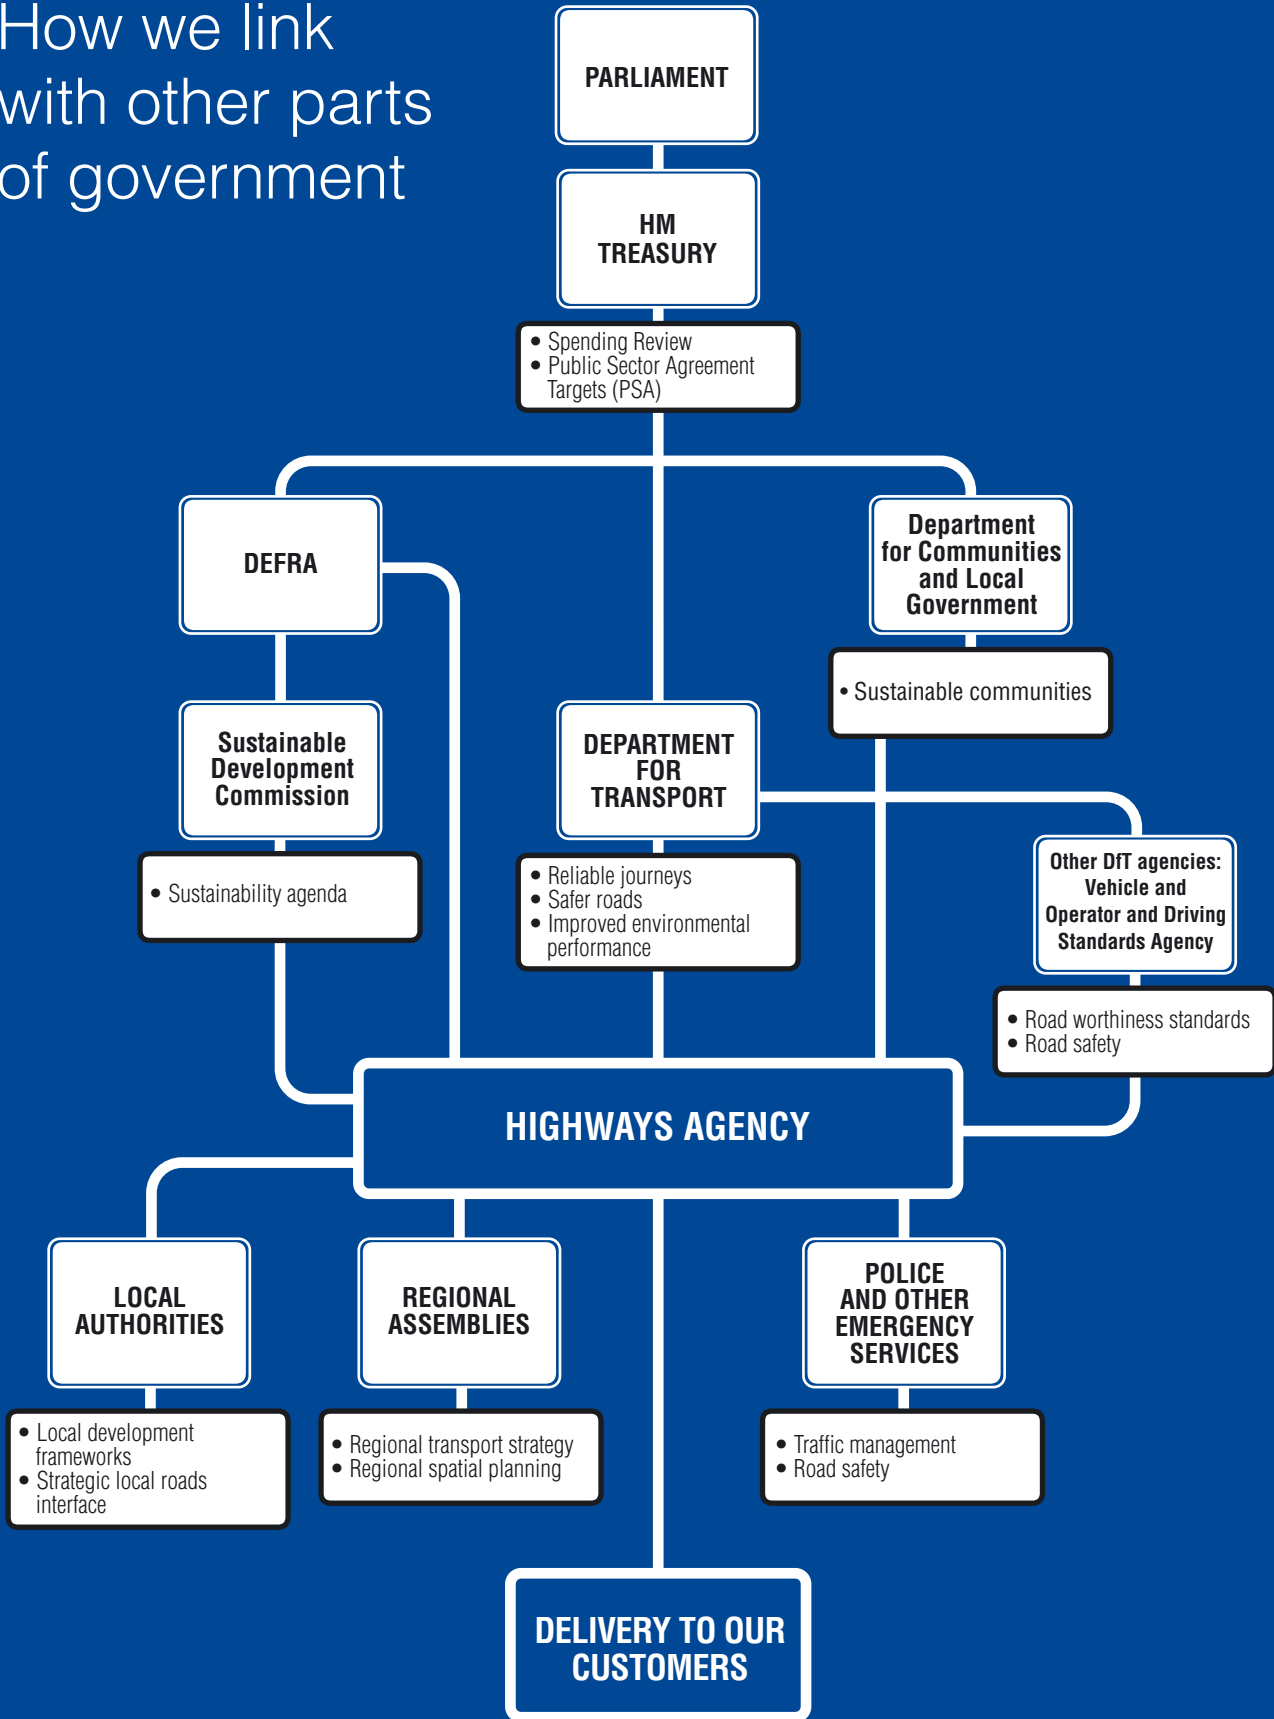 How we link
with other parts
of government
PARLIAMENT
HM
TREASURY
• Spending Review
• Public Sector Agreement
Targets (PSA)
DEFRA
Department
for Communities
and Local
Government
• Sustainable communities
Sustainable
Development
Commission
DEPARTMENT
FOR
TRANSPORT
• Sustainability agenda
• Reliable journeys
• Safer roads
• Improved environmental
performance
Other DfT agencies:
Vehicle and
Operator and Driving
Standards Agency
• Road worthiness standards
• Road safety
HIGHWAYS AGENCY
LOCAL
AUTHORITIES
REGIONAL
ASSEMBLIES
POLICE
AND OTHER
EMERGENCY
SERVICES
• Local development
frameworks
• Strategic local roads
interface
• Regional transport strategy
• Regional spatial planning
• Traffic management
• Road safety
DELIVERY TO OUR
CUSTOMERS